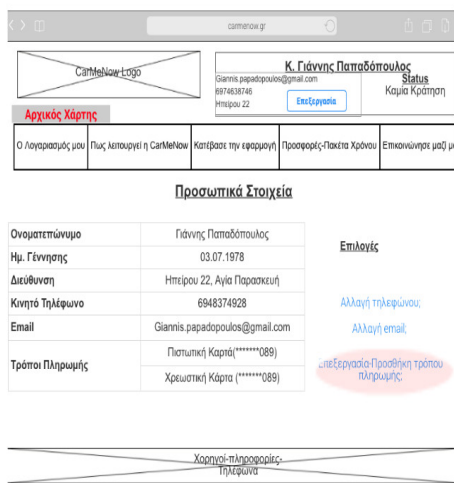 carmenow.gr
CarMeNow Logo
Κ. Γιάννης Παπαδόπουλος
Giannis.papadopoulos@gmail.com
6974638746
Ηπείρου 22
Επεξεργασία
Status
Καμία Κράτηση
Αρχικός Χάρτης
Ο Λογαριασμός μου Πως λειτουργεί η CarMeNow Κατέβασε την εφαρμογή Προσφορές-Πακέτα Χρόνου Επικοινώνησε μαζί μ
Προσωπικά Στοιχεία
Ονοματεπώνυμο Γιάννης Παπαδόπουλος
Επιλογές
Ημ. Γέννησης 03.07.1978
Διεύθυνση Ηπείρου 22, Αγία Παρασκευή
Κινητό Τηλέφωνο 6948374928 Αλλαγή τηλεφώνου;
Email Giannis.papadopoulos@gmail.com Αλλαγή email;
Τρόποι Πληρωμής
Πιστωτική Καρτά(*******089)
Χρεωστική Κάρτα (*******089)
Επεξεργασία-Προσθήκη τρόπου
πληρωμής;
Χορηγοί-πληροφορίες-
Τηλέφωνα